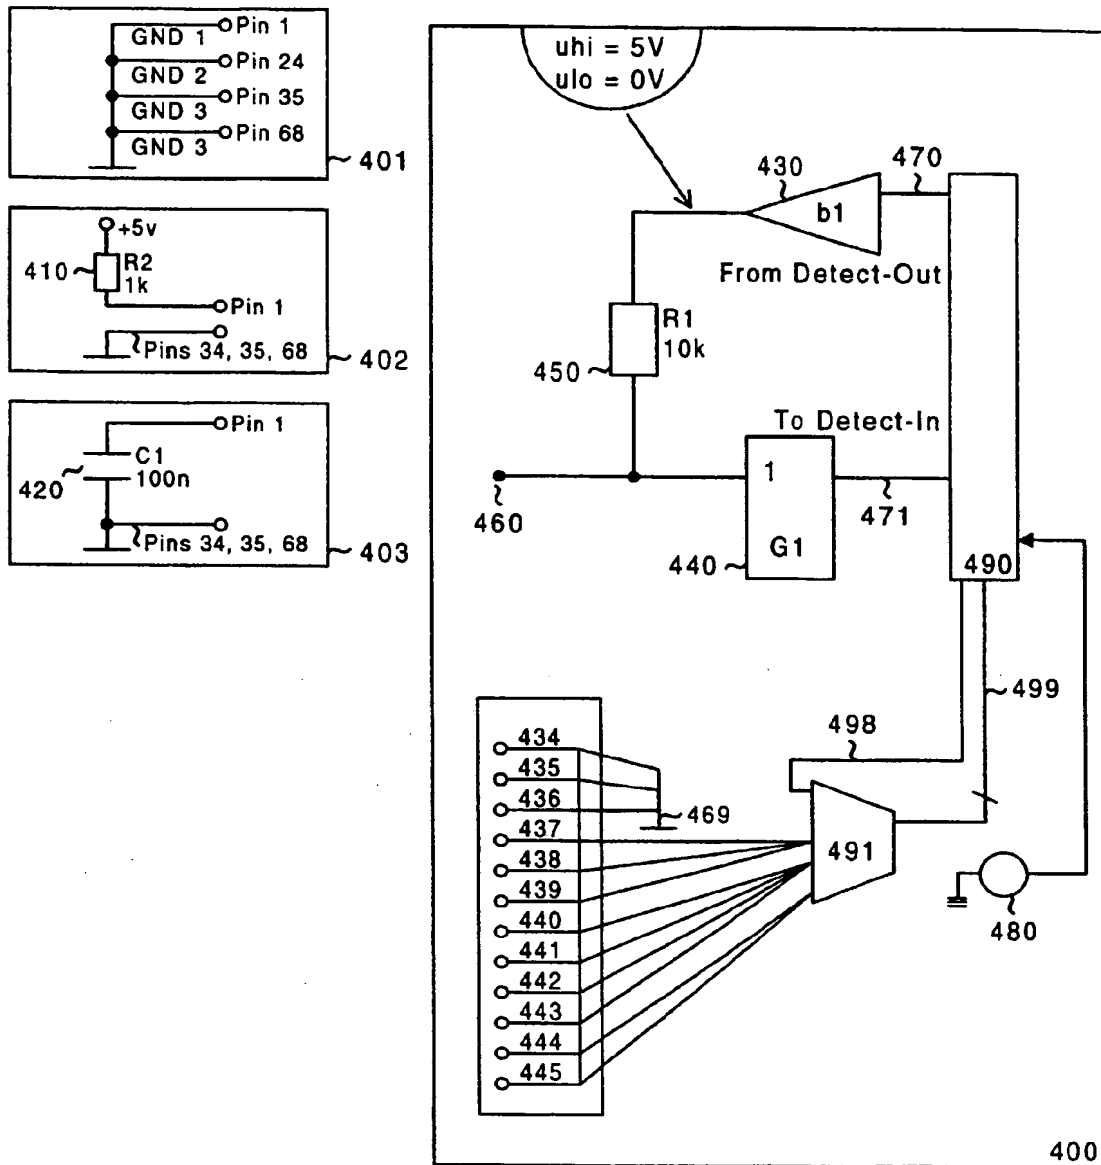 GND 1
Pin 1
GND 2
Pin 24
GND 3
Pin 35
GND 3
Pin 68
401
+5v
410
R2
1k
Pin 1
Pins 34, 35, 68
402
Pin 1
420
C1
100n
Pins 34, 35, 68
403
uhi = 5V
ulo = 0V
430
470
b1
From Detect-Out
R1
10k
450
To Detect-In
1
460
471
440
G1
490
499
498
434
435
436
469
437
438
491
439
440
480
441
442
443
444
445
400